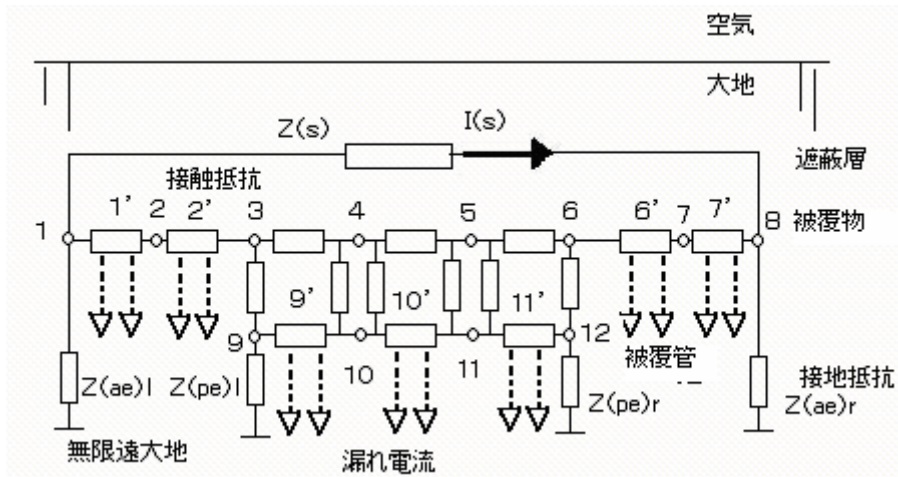 空気
大地
Z(s)
I(s)
遮蔽層
接触抵抗
1 1’ 2 2’ 3 4 5 6 6’ 7 7’ 8 被覆物
9’ 10’ 11’
9 10 11 12
被覆管
Z(ae)l Z(pe)l Z(pe)r
接地抵抗
Z(ae)r
無限遠大地
漏れ電流